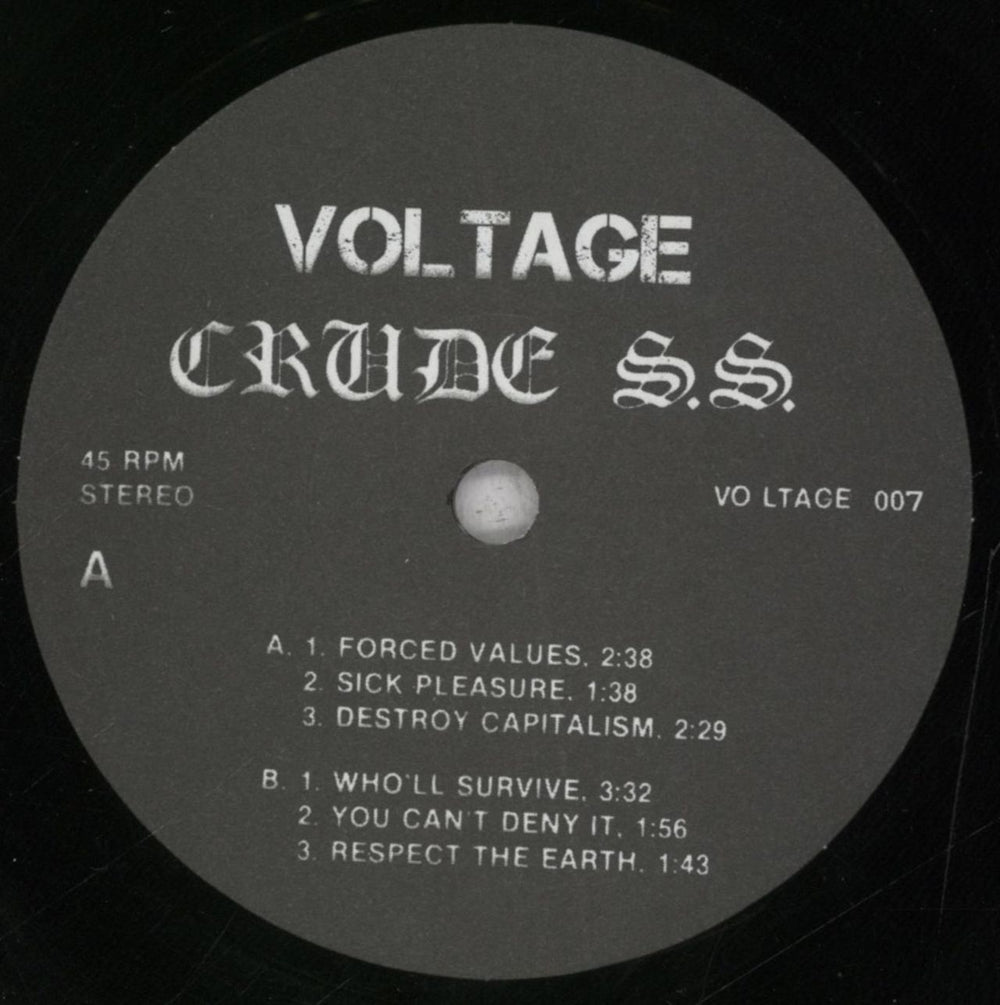 VOLTAGE
CRUDE S.S.
45 RPM
STEREO
VO LTAGE 007
A
A. 1. FORCED VALUES. 2:38
2. SICK PLEASURE. 1:38
3. DESTROY CAPITALISM. 2:29
B. 1. WHO'LL SURVIVE. 3:32
2. YOU CAN'T DENY IT. 1:56
3. RESPECT THE EARTH. 1:43